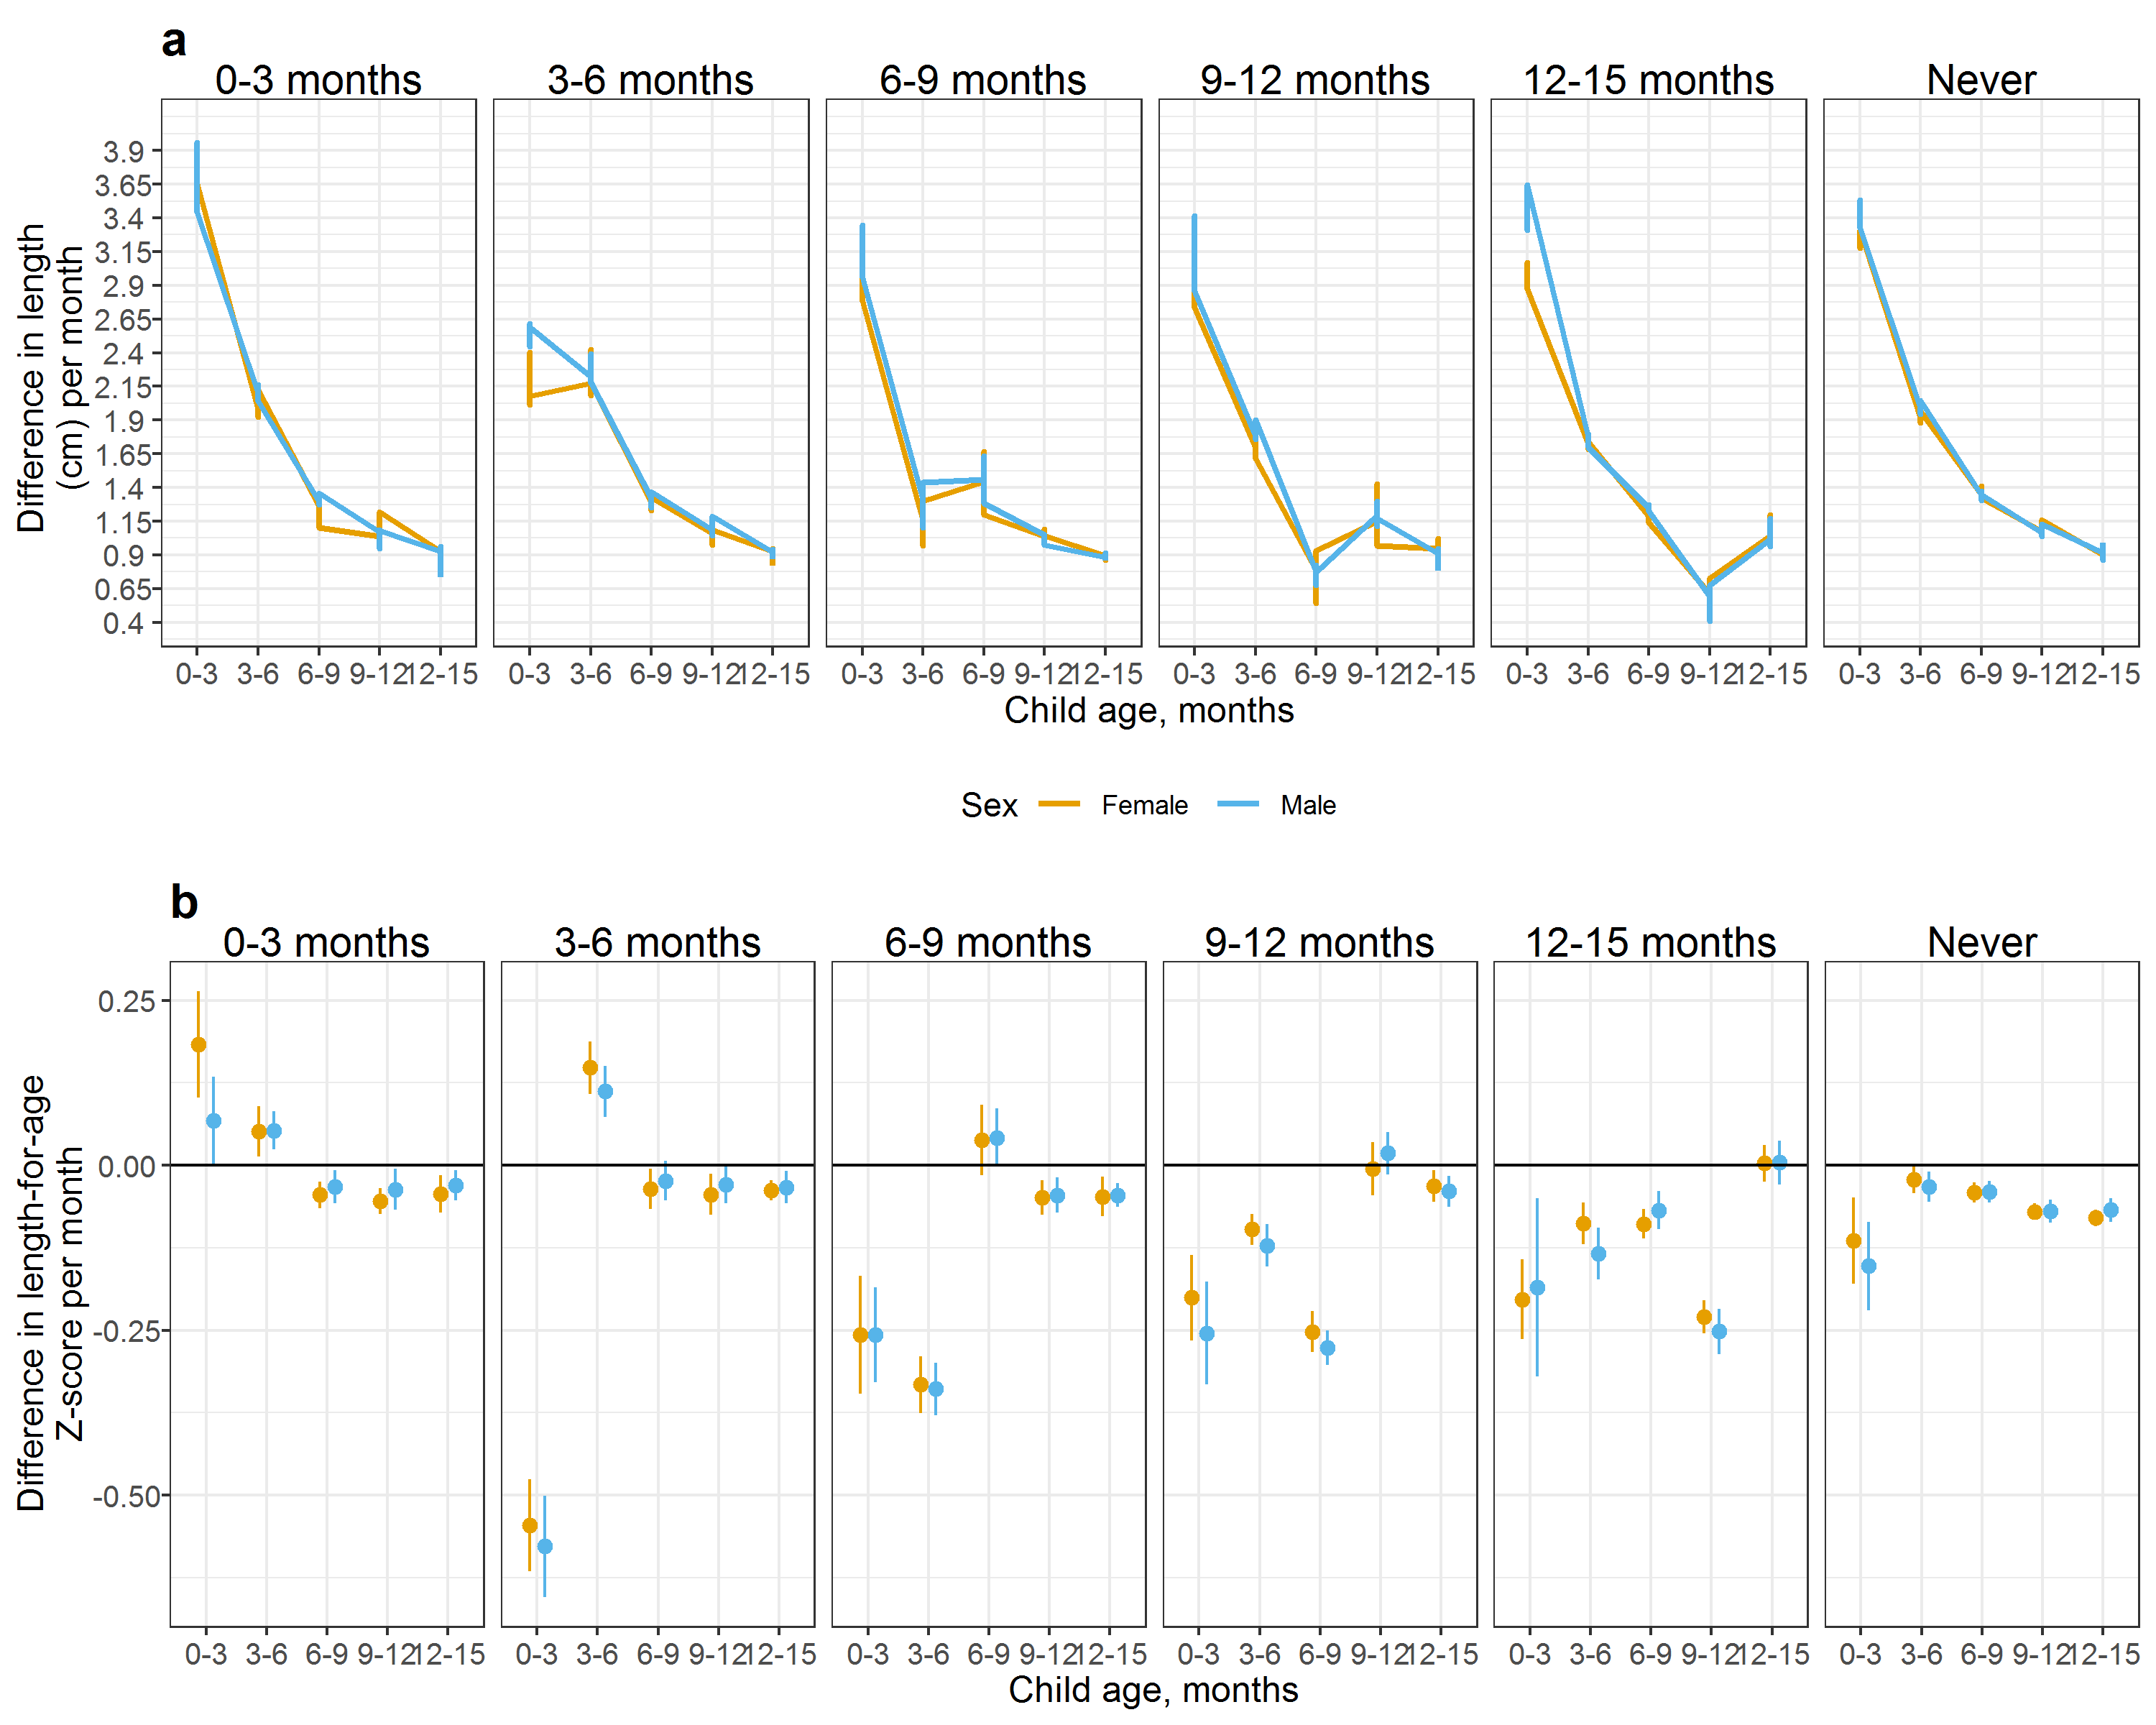 a
0-3 months 3-6 months 6-9 months 9-12 months 12-15 months Never
Difference in length
(cm) per month
3.9
3.65
3.4
3.15
2.9
2.65
2.4
2.15
1.9
1.65
1.4
1.15
0.9
0.65
0.4
0-3 3-6 6-9 9-12 12-15 0-3 3-6 6-9 9-12 12-15 0-3 3-6 6-9 9-12 12-15 0-3 3-6 6-9 9-12 12-15 0-3 3-6 6-9 9-12 12-15 0-3 3-6 6-9 9-12 12-15
Child age, months
Sex Female Male
b
0-3 months 3-6 months 6-9 months 9-12 months 12-15 months Never
Difference in length-for-age
Z-score per month
0.25
0.00
-0.25
-0.50
0-3 3-6 6-9 9-12 12-15 0-3 3-6 6-9 9-12 12-15 0-3 3-6 6-9 9-12 12-15 0-3 3-6 6-9 9-12 12-15 0-3 3-6 6-9 9-12 12-15 0-3 3-6 6-9 9-12 12-15
Child age, months